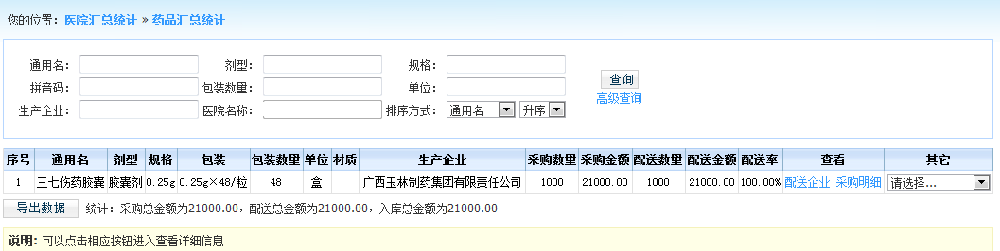 您的位置：医院汇总统计 » 药品汇总统计
通用名： 剂型： 规格：
查询
拼音码： 包装数量： 单位：
高级查询
生产企业： 医院名称： 排序方式： 通用名 升序
序号 通用名 剂型 规格 包装 包装数量 单位 材质 生产企业 采购数量 采购金额 配送数量 配送金额 配送率 查看 其它
1 三七伤药胶囊 胶囊剂 0.25g 0.25g×48/粒 48 盒 广西玉林制药集团有限责任公司 1000 21000.00 1000 21000.00 100.00% 配送企业 采购明细 请选择...
导出数据 统计：采购总金额为21000.00，配送总金额为21000.00，入库总金额为21000.00
说明：可以点击相应按钮进入查看详细信息